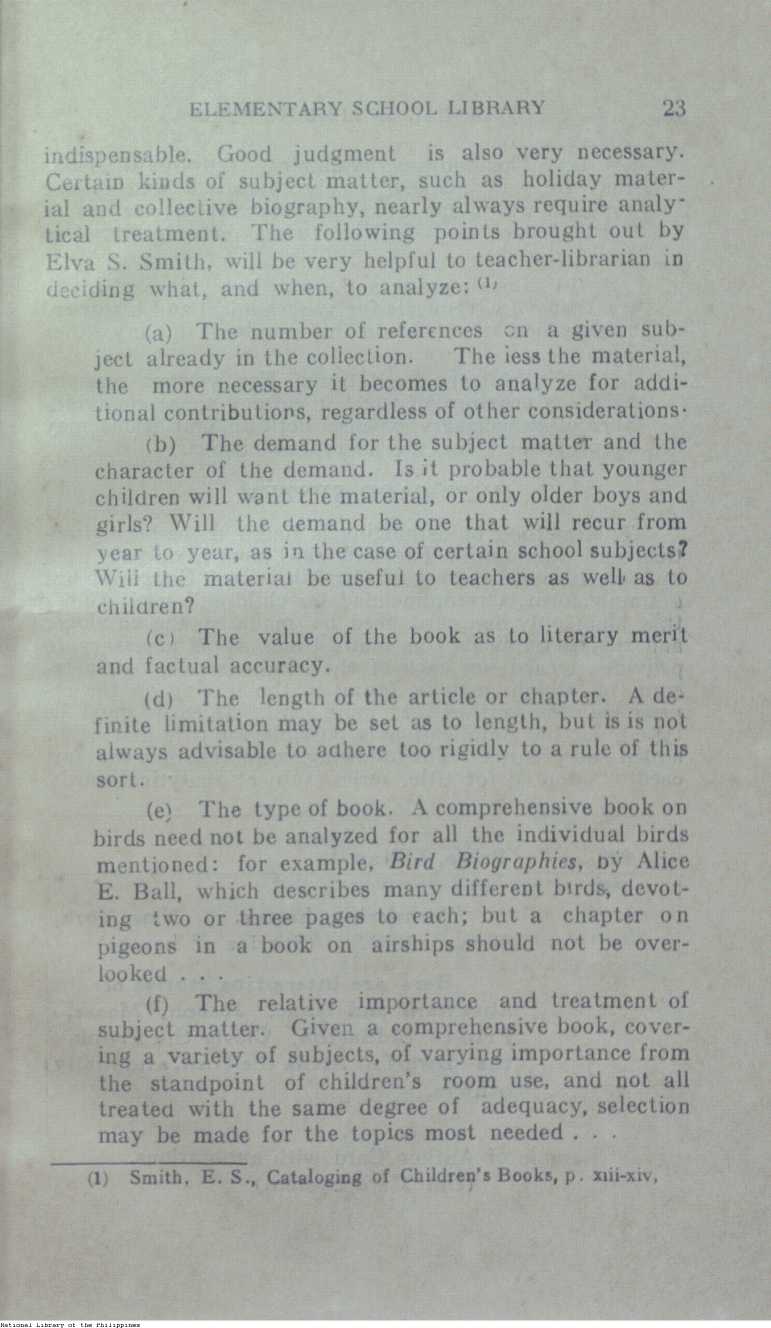 ELEMENTARY SCHOOL LIBRARY 23
indispensable. Good judgment is also very necessary.
Certain kinds of subject matter, such as holiday mater-
ial and collective biography, nearly always require analy-
tical treatment. The following points brought out by
Elva S. Smith, will be very helpful to teacher-librarian in
deciding what, and when, to analyze: (1)
(a) The number of references on a given sub-
ject already in the collection. The less the material,
the more necessary it becomes to analyze for addi-
tional contributions, regardless of other considerations.
(b) The demand for the subject matter and the
character of the demand. Is it probable that younger
children will want the material, or only older boys and
girls? Will the demand be one that will recur from
year to year, as in the case of certain school subjects?
Will the material be useful to teachers as well as to
children?
(c) The value of the book as to literary merit
and factual accuracy.
(d) The length of the article or chapter. A de-
finite limitation may be set as to length, but is is not
always advisable to adhere too rigidly to a rule of this
sort.
(e) The type of book. A comprehensive book on
birds need not be analyzed for all the individual birds
mentioned: for example, Bird Biographies, by Alice
E. Ball, which describes many different birds, devot-
ing two or three pages to each; but a chapter on
pigeons in a book on airships should not be over-
looked . . .
(f) The relative importance and treatment of
subject matter. Given a comprehensive book, cover-
ing a variety of subjects, of varying importance from
the standpoint of children's room use, and not all
treated with the same degree of adequacy, selection
may be made for the topics most needed . . .
(1) Smith, E. S., Cataloging of Children's Books, p. xiii-xiv,
National Library of the Philippines